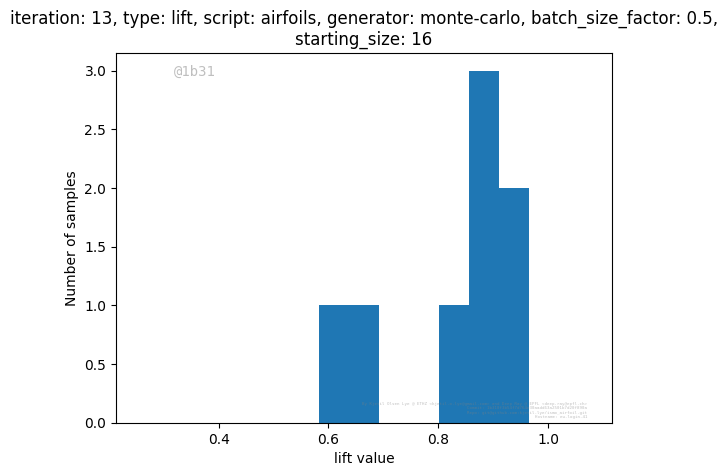 iteration: 13, type: lift, script: airfoils, generator: monte-carlo, batch_size_factor: 0.5,
starting_size: 16
@1b31
3.0
2.5
2.0
1.5
1.0
0.5
0.0
Number of samples
0.4
0.6
0.8
1.0
lift value